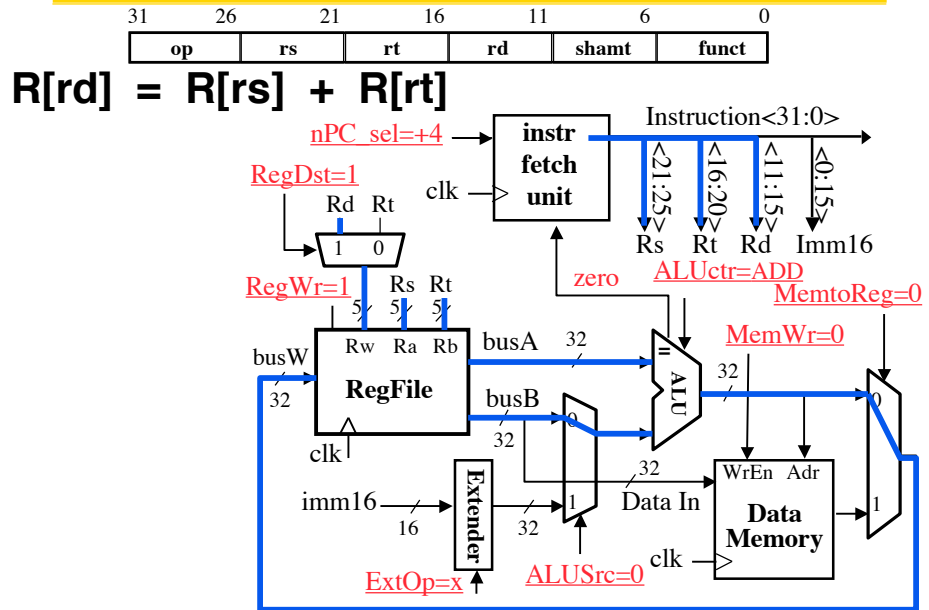 31 26 21 16 11 6 0
op rs rt rd shamt funct
R[rd] = R[rs] + R[rt]
Instruction<31:0>
nPC_sel=+4
instr
fetch
unit
clk
<21:25>
<16:20>
<11:15>
<0:15>
Rs Rt Rd Imm16
RegDst=1
Rd Rt
1 0
zero
ALUctr=ADD
RegWr=1
Rs Rt
5 5 5
MemtoReg=0
MemWr=0
busW
32
Rw Ra Rb
RegFile
clk
busA
32
busB
32
0
1
=
ALU
32
0
1
imm16
16
Extender
32
32
Data In
WrEn Adr
Data
Memory
clk
ExtOp=x
ALUSrc=0